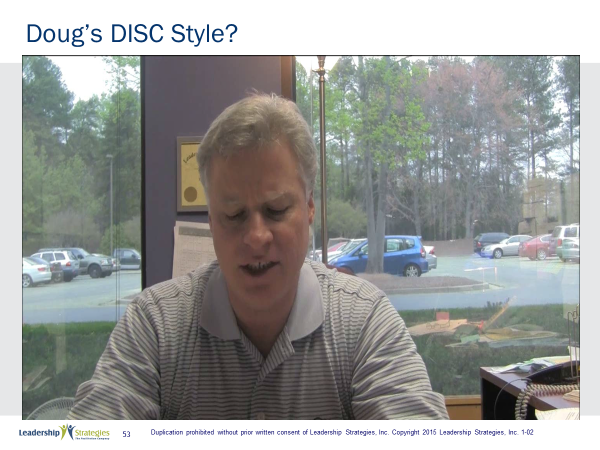 Doug's DISC Style?
Leadership Strategies
The Facilitation Company
53
Duplication prohibited without prior written consent of Leadership Strategies, Inc. Copyright 2015 Leadership Strategies, Inc. 1-02